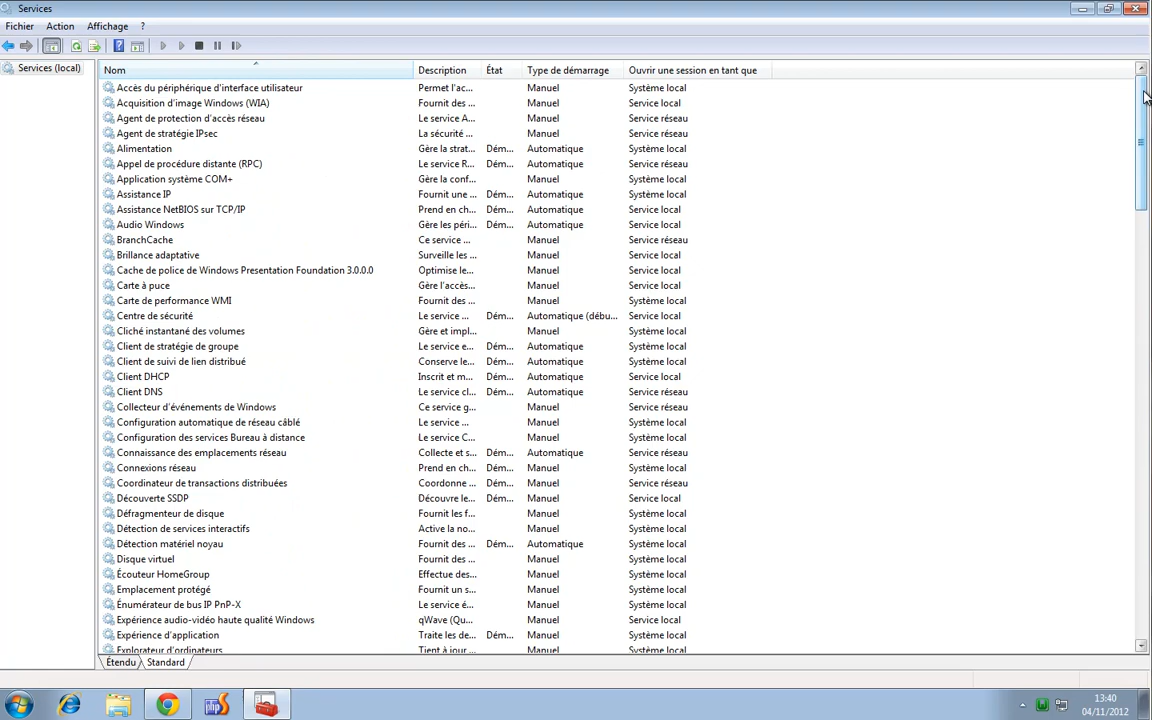 Services
Fichier Action Affichage ?
Services (local)
Nom Description État Type de démarrage Ouvrir une session en tant que
Accès du périphérique d'interface utilisateur Permet l'ac... Manuel Système local
Acquisition d'image Windows (WIA) Fournit des ... Manuel Service local
Agent de protection d'accès réseau Le service A... Manuel Service réseau
Agent de stratégie IPsec La sécurité ... Manuel Service réseau
Alimentation Gère la strat... Dém... Automatique Système local
Appel de procédure distante (RPC) Le service R... Dém... Automatique Service réseau
Application système COM+ Gère la conf... Manuel Système local
Assistance IP Fournit une ... Dém... Automatique Système local
Assistance NetBIOS sur TCP/IP Prend en ch... Dém... Automatique Service local
Audio Windows Gère les péri... Dém... Automatique Service local
BranchCache Ce service ... Manuel Service réseau
Brillance adaptative Surveille les ... Manuel Service local
Cache de police de Windows Presentation Foundation 3.0.0.0 Optimise le... Manuel Service local
Carte à puce Gère l'accès... Manuel Service local
Carte de performance WMI Fournit des ... Manuel Système local
Centre de sécurité Le service ... Dém... Automatique (débu... Service local
Cliché instantané des volumes Gère et impl... Manuel Système local
Client de stratégie de groupe Le service e... Dém... Automatique Système local
Client de suivi de lien distribué Conserve le... Dém... Automatique Système local
Client DHCP Inscrit et m... Dém... Automatique Service local
Client DNS Le service cl... Dém... Automatique Service réseau
Collecteur d'événements de Windows Ce service g... Manuel Service réseau
Configuration automatique de réseau câblé Le service ... Manuel Système local
Configuration des services Bureau à distance Le service C... Manuel Système local
Connaissance des emplacements réseau Collecte et s... Dém... Automatique Service réseau
Connexions réseau Prend en ch... Dém... Manuel Système local
Coordinateur de transactions distribuées Coordonne ... Dém... Manuel Service réseau
Découverte SSDP Découvre le... Dém... Manuel Service local
Défragmenteur de disque Fournit les f... Manuel Système local
Détection de services interactifs Active la no... Manuel Système local
Détection matériel noyau Fournit des ... Dém... Automatique Système local
Disque virtuel Fournit des ... Manuel Système local
Écouteur HomeGroup Effectue des... Manuel Système local
Emplacement protégé Fournit un s... Manuel Système local
Énumérateur de bus IP PnP-X Le service é... Manuel Système local
Expérience audio-vidéo haute qualité Windows qWave (Qu... Manuel Service local
Expérience d'application Traite les de... Dém... Manuel Système local
Explorateur d'ordinateurs Tient à jour ... Manuel Système local
Étendu Standard
13:40
04/11/2012